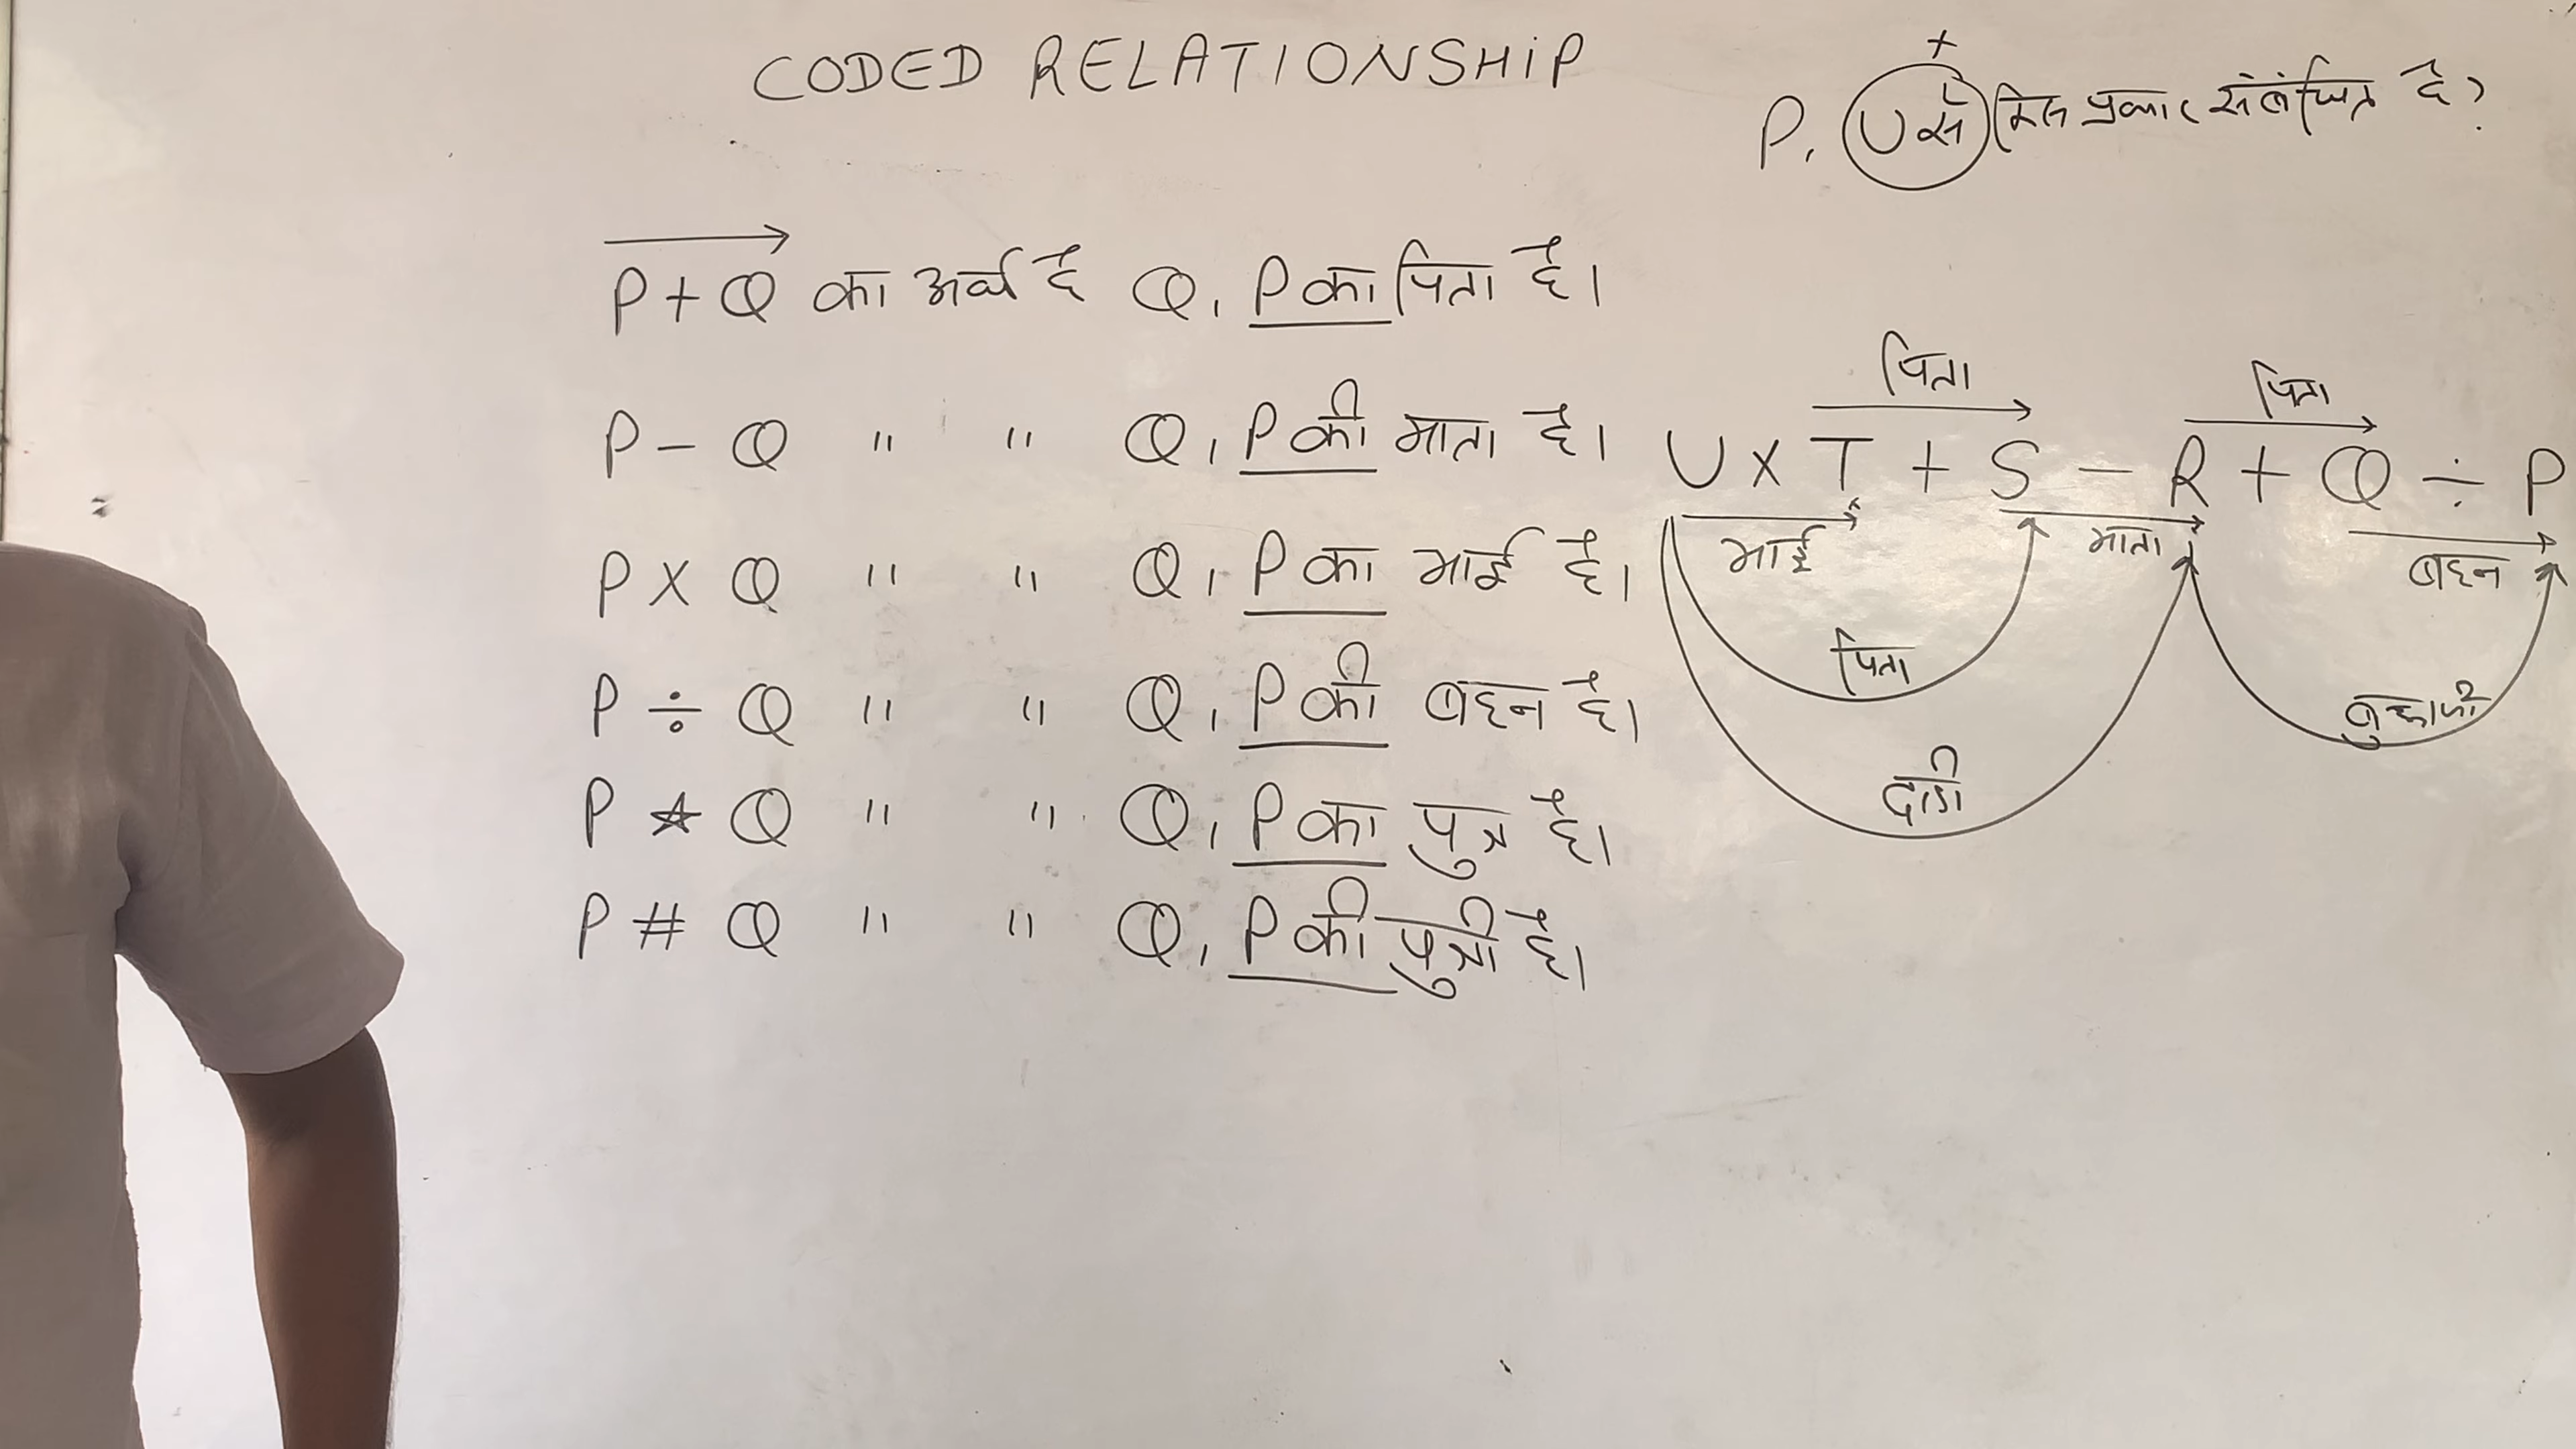 CODED RELATIONSHIP
P, U से किस प्रकार संबंधित है?
+
P + Q का अर्थ है Q, P का पिता है।
P - Q " " Q, P की माता है।
P × Q " " Q, P का भाई है।
P ÷ Q " " Q, P की बहन है।
P ☆ Q " " Q, P का पुत्र है।
P # Q " " Q, P की पुत्री है।
पिता पिता
U × T + S - R + Q ÷ P
भाई माता बहन
पिता
दादी